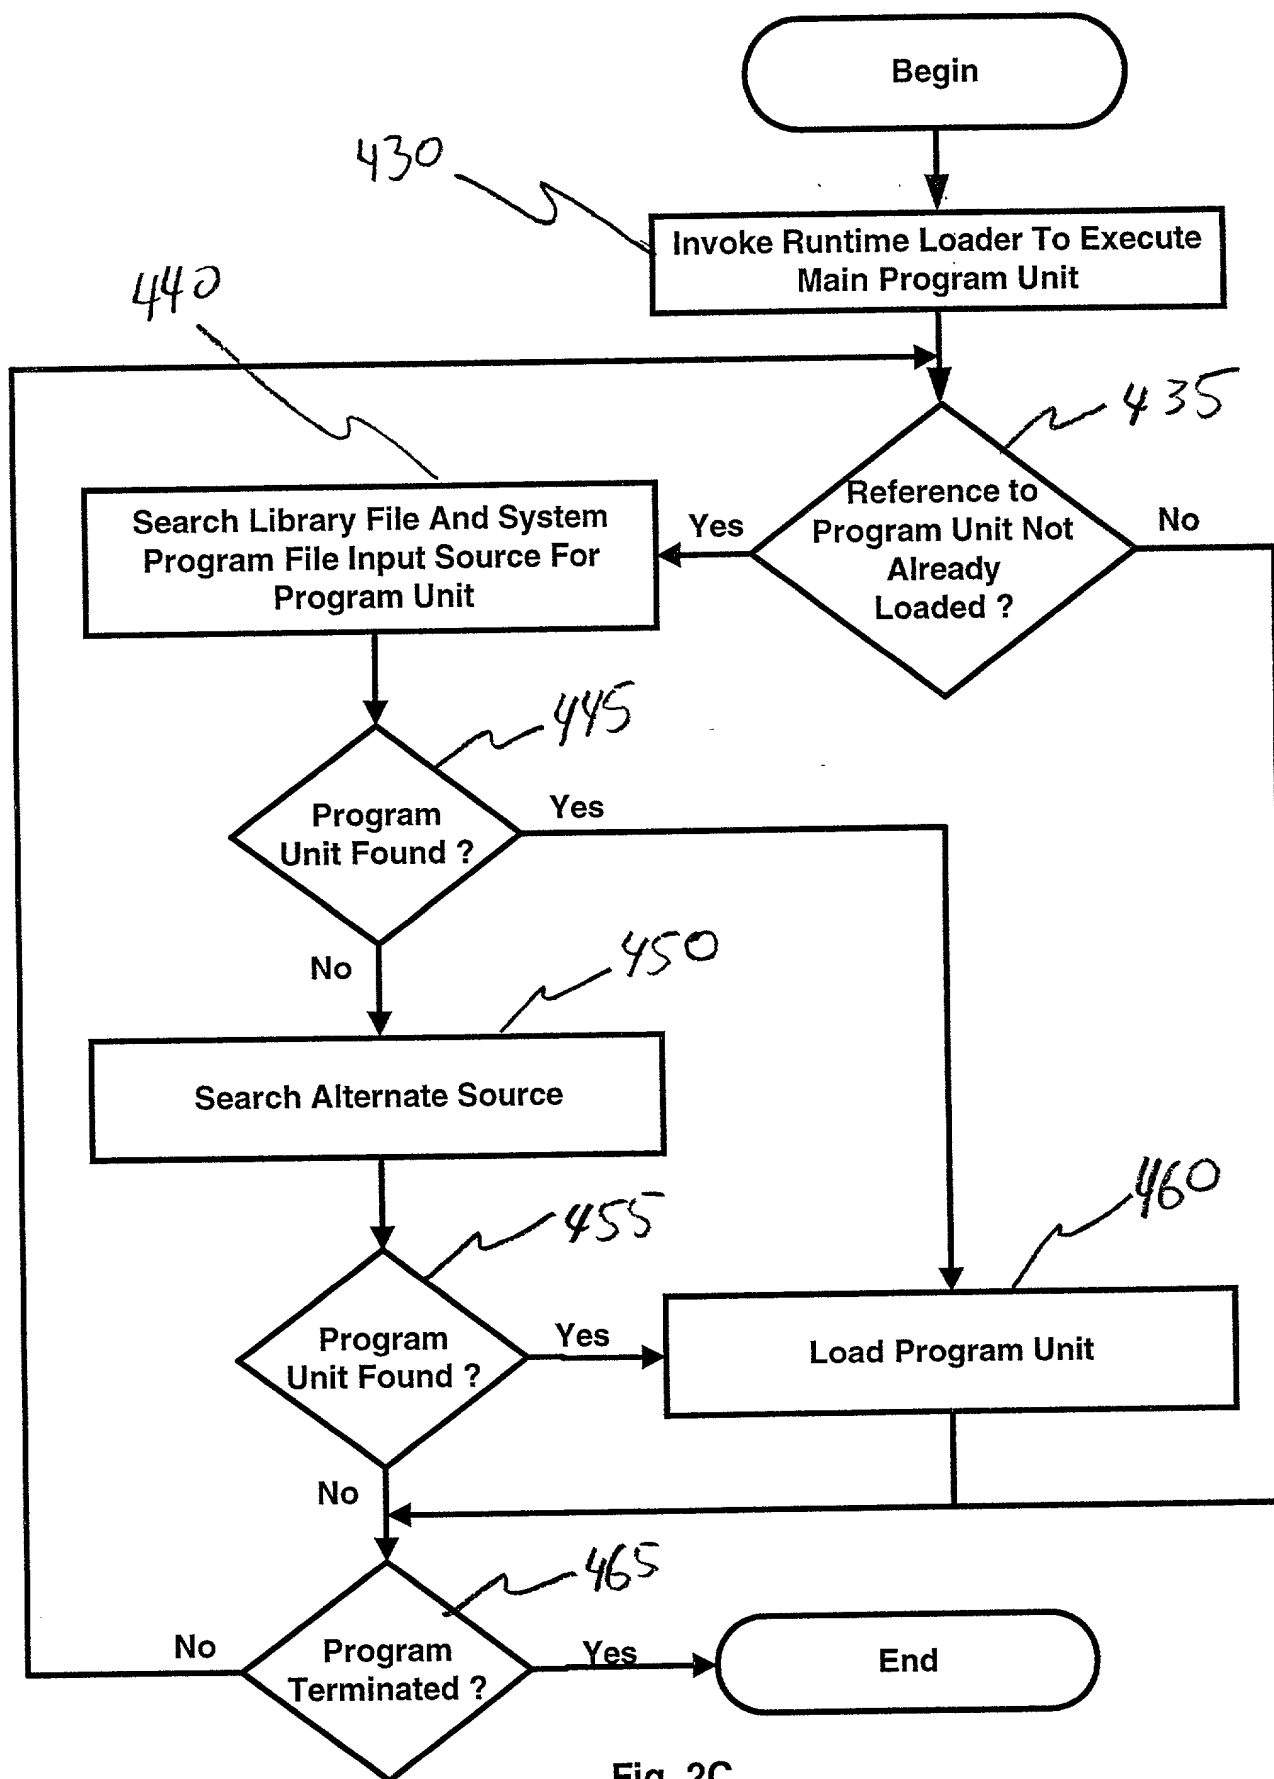 Begin
430
Invoke Runtime Loader To Execute
Main Program Unit
440
435
Reference to
Program Unit Not
Already
Loaded ?
Yes
No
Search Library File And System
Program File Input Source For
Program Unit
445
Program
Unit Found ?
Yes
No
450
Search Alternate Source
455
460
Program
Unit Found ?
Yes
Load Program Unit
No
465
Program
Terminated ?
No
Yes
End
Fig. 2C